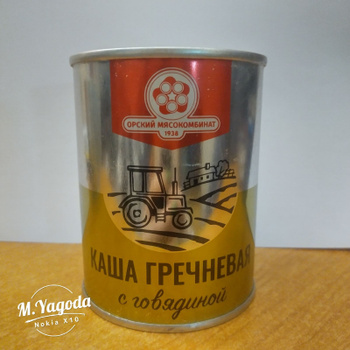 ОРСКИЙ МЯСОКОМБИНАТ
1938
КАША ГРЕЧНЕВАЯ
с говядиной
M.Yagoda
Nokia X10